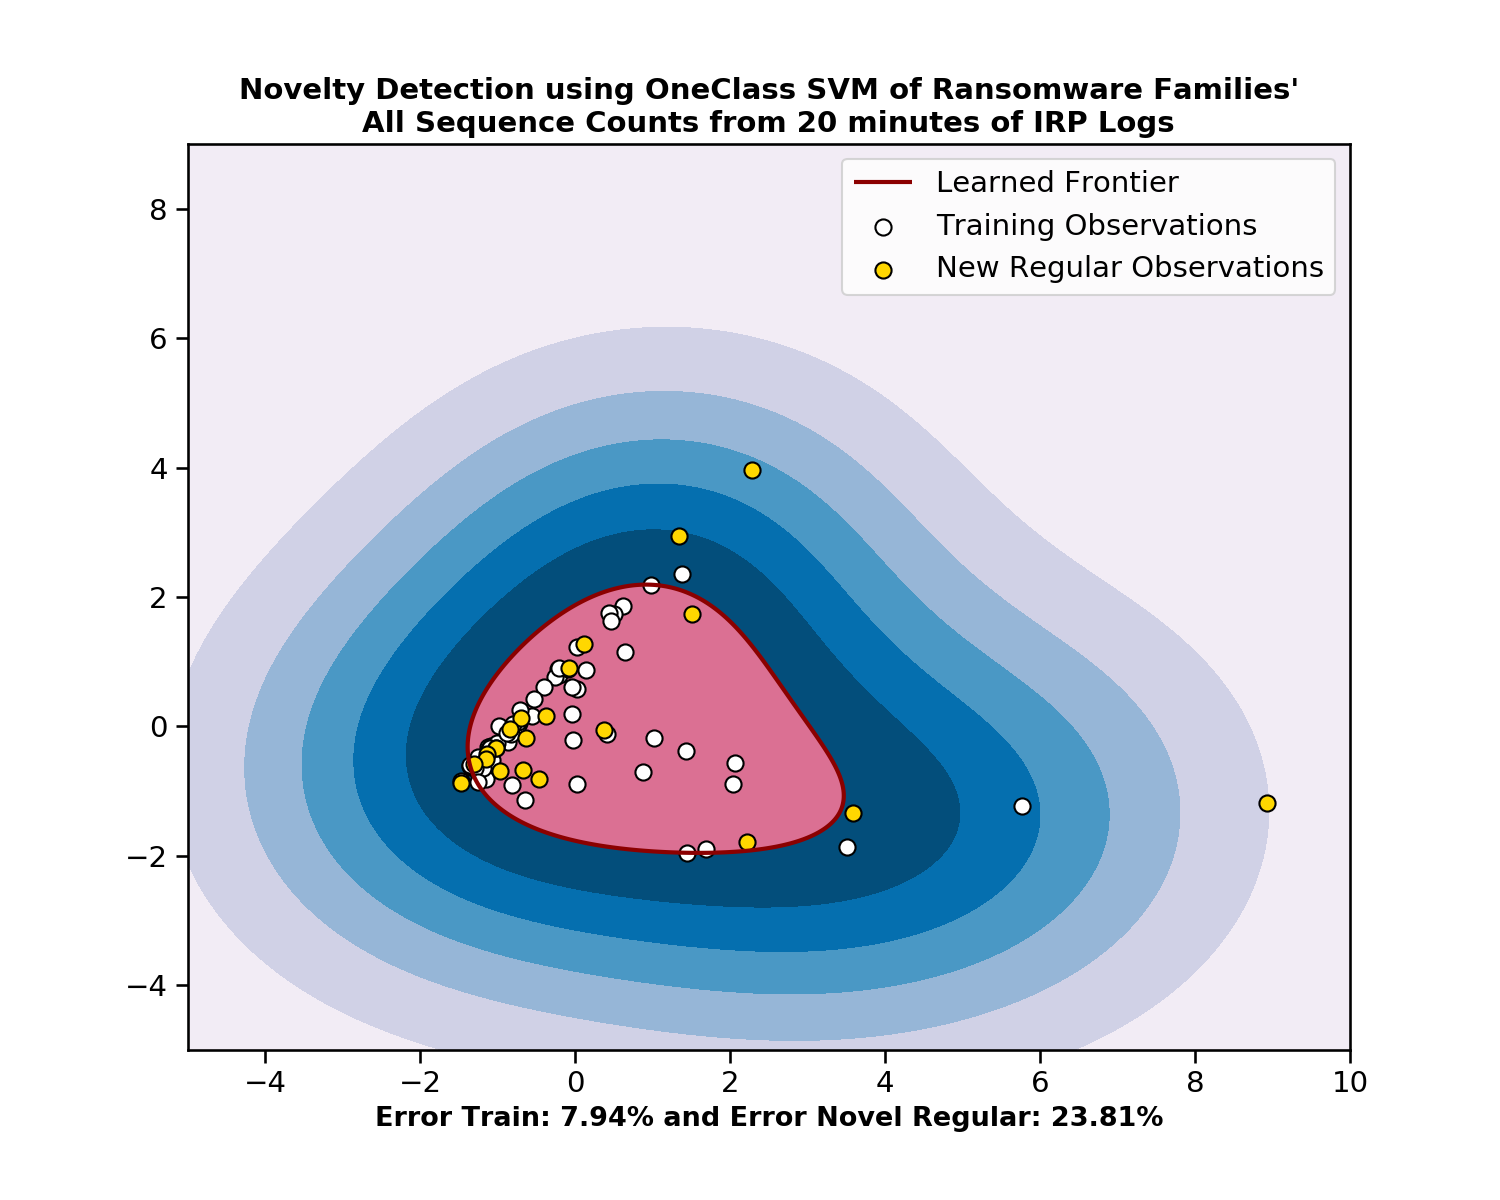 Novelty Detection using OneClass SVM of Ransomware Families'
All Sequence Counts from 20 minutes of IRP Logs
Learned Frontier
Training Observations
New Regular Observations
8
6
4
2
0
−2
−4
−4 −2 0 2 4 6 8 10
Error Train: 7.94% and Error Novel Regular: 23.81%